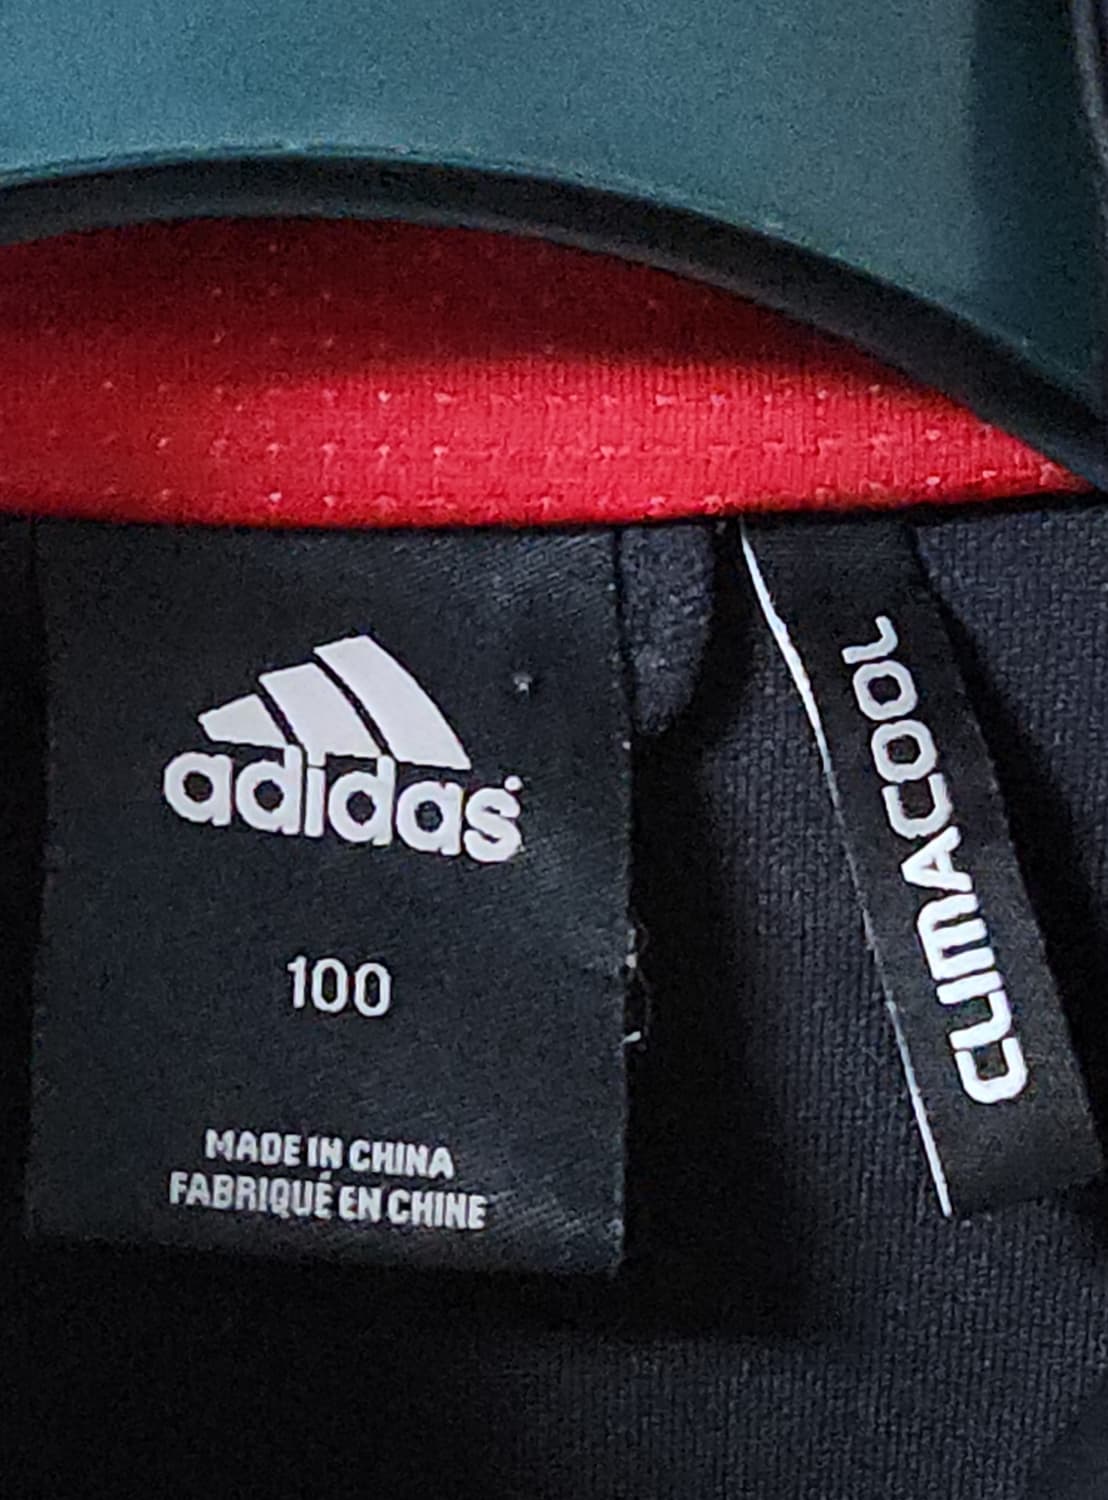 adidas
100
MADE IN CHINA
FABRIQUÉ EN CHINE
CLIMACOOL